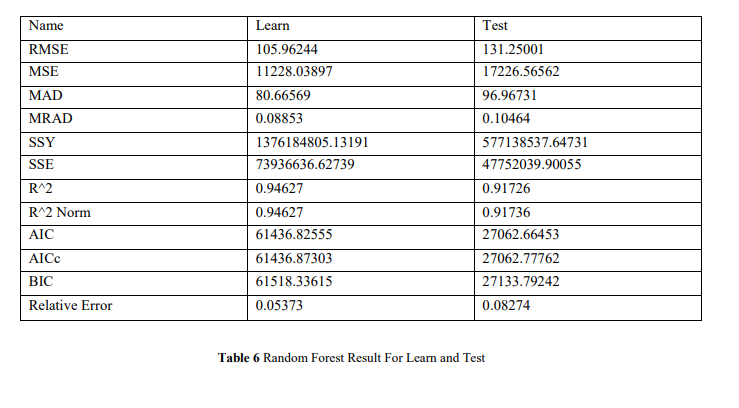 Name Learn Test
RMSE 105.96244 131.25001
MSE 11228.03897 17226.56562
MAD 80.66569 96.96731
MRAD 0.08853 0.10464
SSY 1376184805.13191 577138537.64731
SSE 73936636.62739 47752039.90055
R^2 0.94627 0.91726
R^2 Norm 0.94627 0.91736
AIC 61436.82555 27062.66453
AICc 61436.87303 27062.77762
BIC 61518.33615 27133.79242
Relative Error 0.05373 0.08274
Table 6 Random Forest Result For Learn and Test